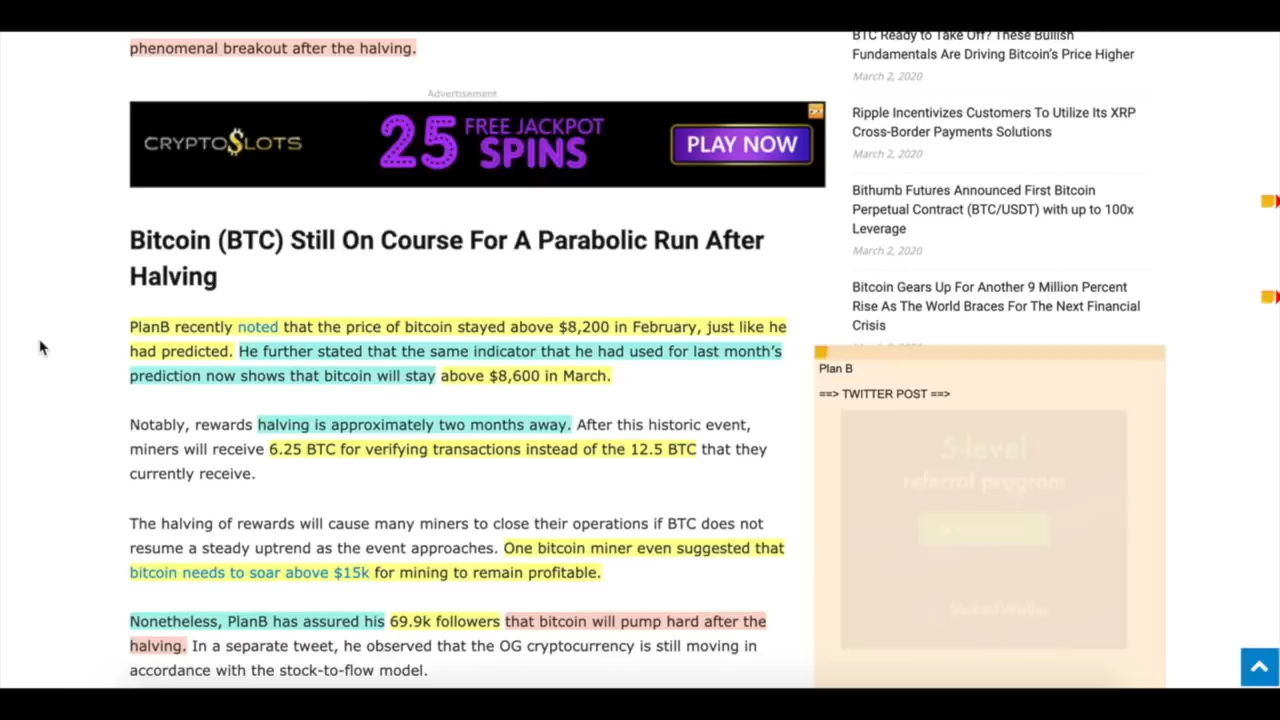 phenomenal breakout after the halving.
Advertisement
CRYPTOSLOTS
25 FREE JACKPOT
SPINS
PLAY NOW
Bitcoin (BTC) Still On Course For A Parabolic Run After
Halving
PlanB recently noted that the price of bitcoin stayed above $8,200 in February, just like he
had predicted. He further stated that the same indicator that he had used for last month's
prediction now shows that bitcoin will stay above $8,600 in March.
Notably, rewards halving is approximately two months away. After this historic event,
miners will receive 6.25 BTC for verifying transactions instead of the 12.5 BTC that they
currently receive.
The halving of rewards will cause many miners to close their operations if BTC does not
resume a steady uptrend as the event approaches. One bitcoin miner even suggested that
bitcoin needs to soar above $15k for mining to remain profitable.
Nonetheless, PlanB has assured his 69.9k followers that bitcoin will pump hard after the
halving. In a separate tweet, he observed that the OG cryptocurrency is still moving in
accordance with the stock-to-flow model.
BTC Ready to Take Off? These Bullish
Fundamentals Are Driving Bitcoin's Price Higher
March 2, 2020
Ripple Incentivizes Customers To Utilize Its XRP
Cross-Border Payments Solutions
March 2, 2020
Bithumb Futures Announced First Bitcoin
Perpetual Contract (BTC/USDT) with up to 100x
Leverage
March 2, 2020
Bitcoin Gears Up For Another 9 Million Percent
Rise As The World Braces For The Next Financial
Crisis
Plan B
==> TWITTER POST ==>
5 level
referral program